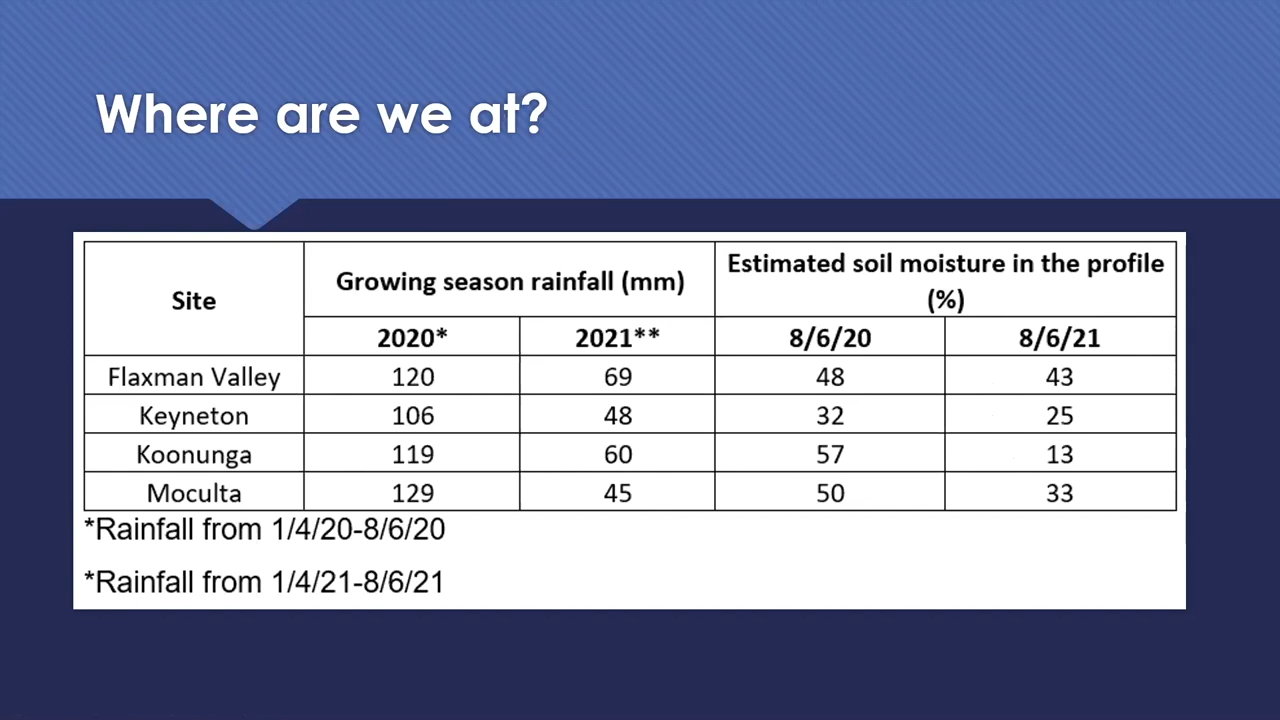 Where are we at?
Site Growing season rainfall (mm) Estimated soil moisture in the profile (%)
2020* 2021** 8/6/20 8/6/21
Flaxman Valley 120 69 48 43
Keyneton 106 48 32 25
Koonunga 119 60 57 13
Moculta 129 45 50 33
*Rainfall from 1/4/20-8/6/20
*Rainfall from 1/4/21-8/6/21